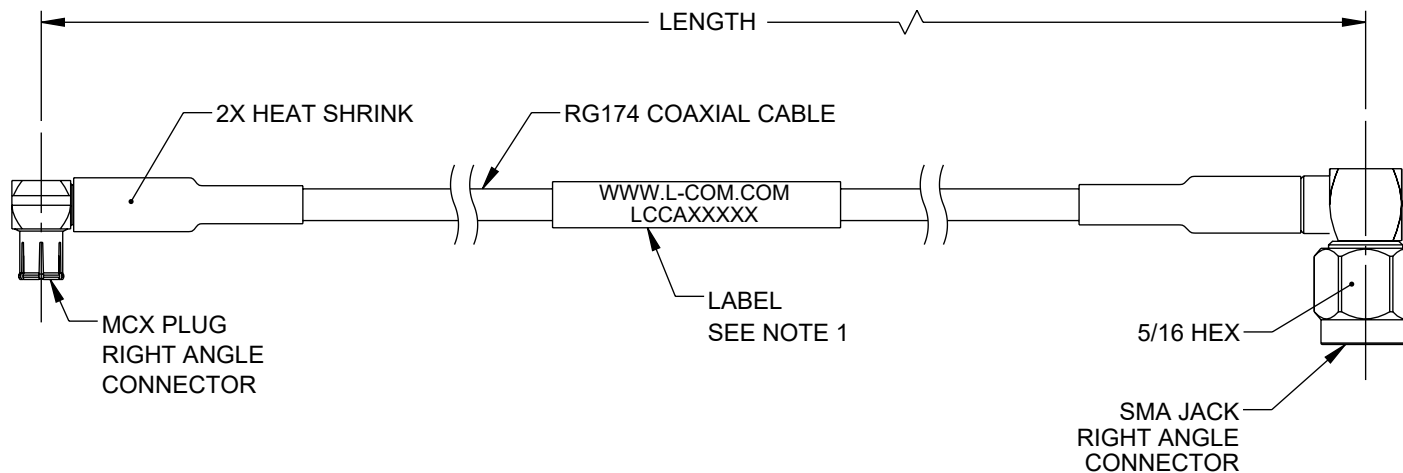 LENGTH
2X HEAT SHRINK
RG174 COAXIAL CABLE
WWW.L-COM.COM
LCCAXXXXX
LABEL
SEE NOTE 1
MCX PLUG
RIGHT ANGLE
CONNECTOR
5/16 HEX
SMA JACK
RIGHT ANGLE
CONNECTOR